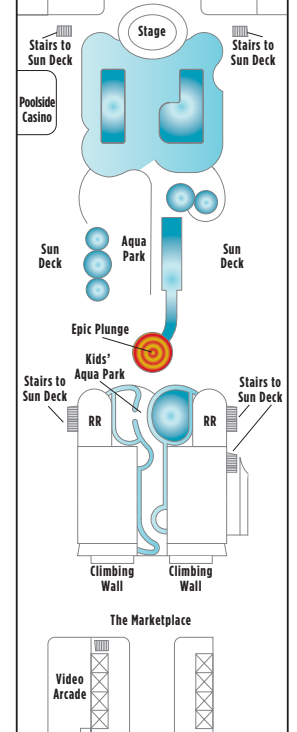 Stage
Stairs to
Sun Deck
Stairs to
Sun Deck
Poolside
Casino
Sun
Deck
Aqua
Park
Sun
Deck
Epic Plunge
Kids'
Aqua Park
Stairs to
Sun Deck
Stairs to
Sun Deck
RR
RR
Climbing
Wall
Climbing
Wall
The Marketplace
Video
Arcade